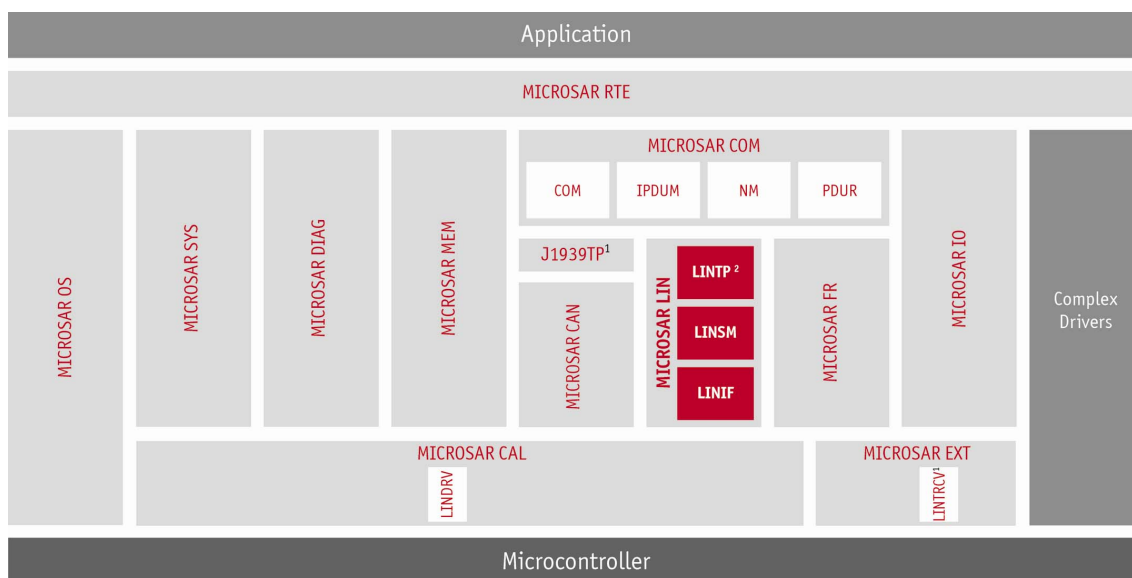 Application
MICROSAR RTE
MICROSAR OS
MICROSAR SYS
MICROSAR DIAG
MICROSAR MEM
MICROSAR COM
COM
IPDUM
NM
PDUR
J1939TP¹
MICROSAR CAN
MICROSAR LIN
LINTP ²
LINSM
LINIF
MICROSAR FR
MICROSAR IO
Complex
Drivers
MICROSAR CAL
LINDRV
MICROSAR EXT
LINTRCV¹
Microcontroller